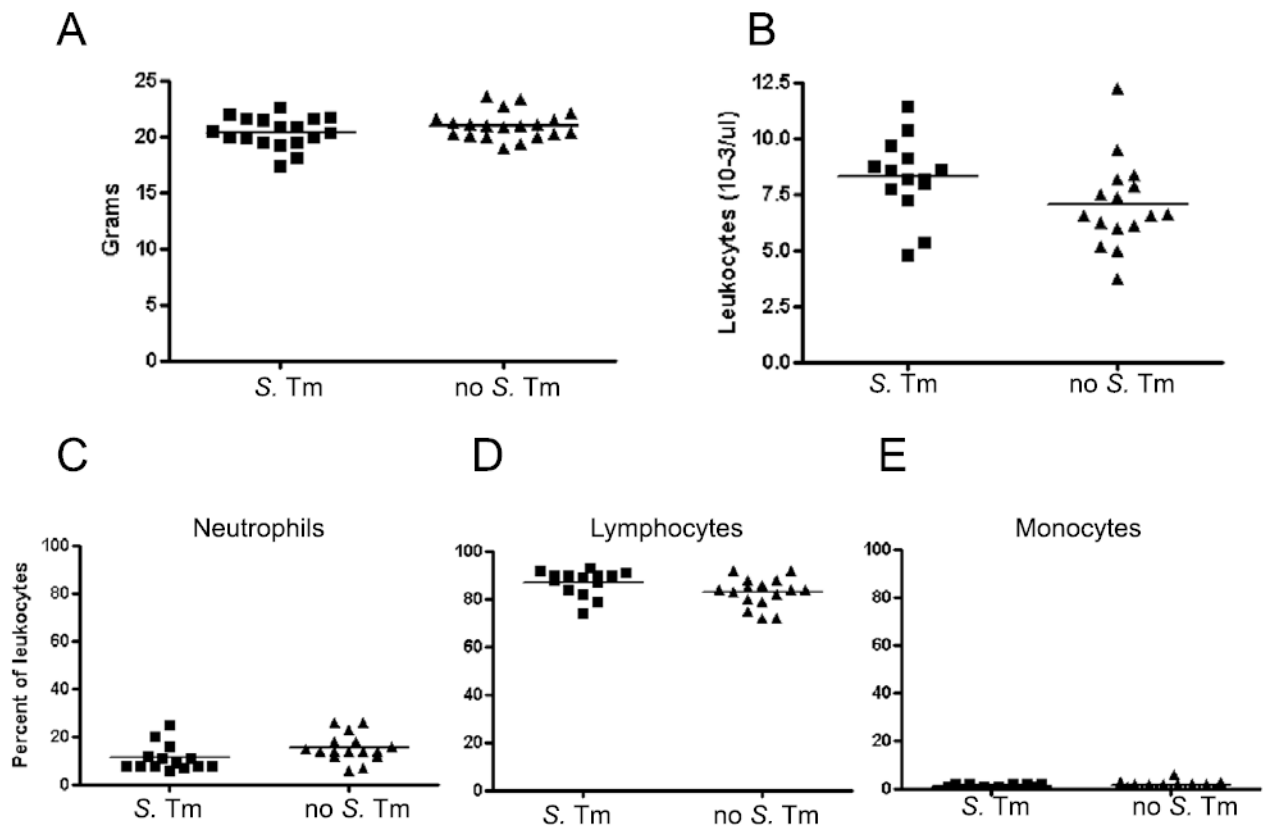 A
Grams
25
20
15
10
5
0
S. Tm
no S. Tm
B
Leukocytes (10-3/ul)
12.5
10.0
7.5
5.0
2.5
0.0
S. Tm
no S. Tm
C
Neutrophils
Percent of leukocytes
100
80
60
40
20
0
S. Tm
no S. Tm
D
Lymphocytes
100
80
60
40
20
0
S. Tm
no S. Tm
E
Monocytes
100
80
60
40
20
0
S. Tm
no S. Tm